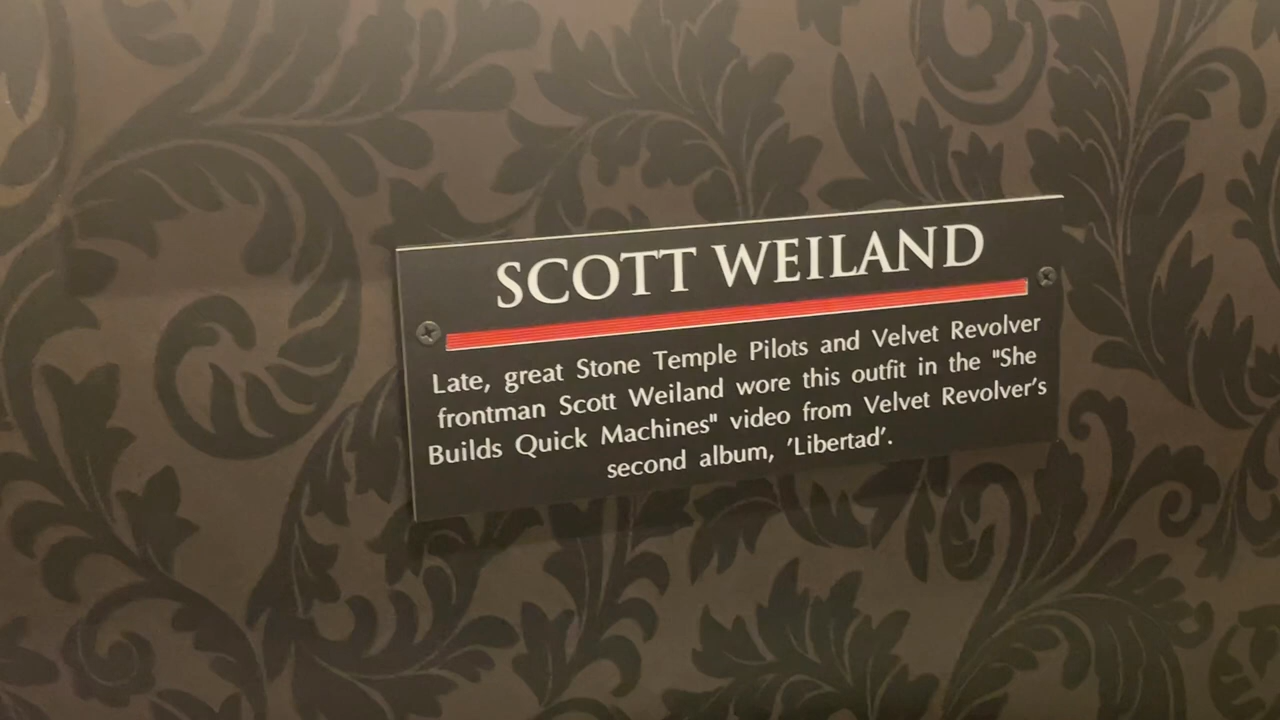 SCOTT WEILAND
Late, great Stone Temple Pilots and Velvet Revolver
frontman Scott Weiland wore this outfit in the "She
Builds Quick Machines" video from Velvet Revolver's
second album, 'Libertad'.